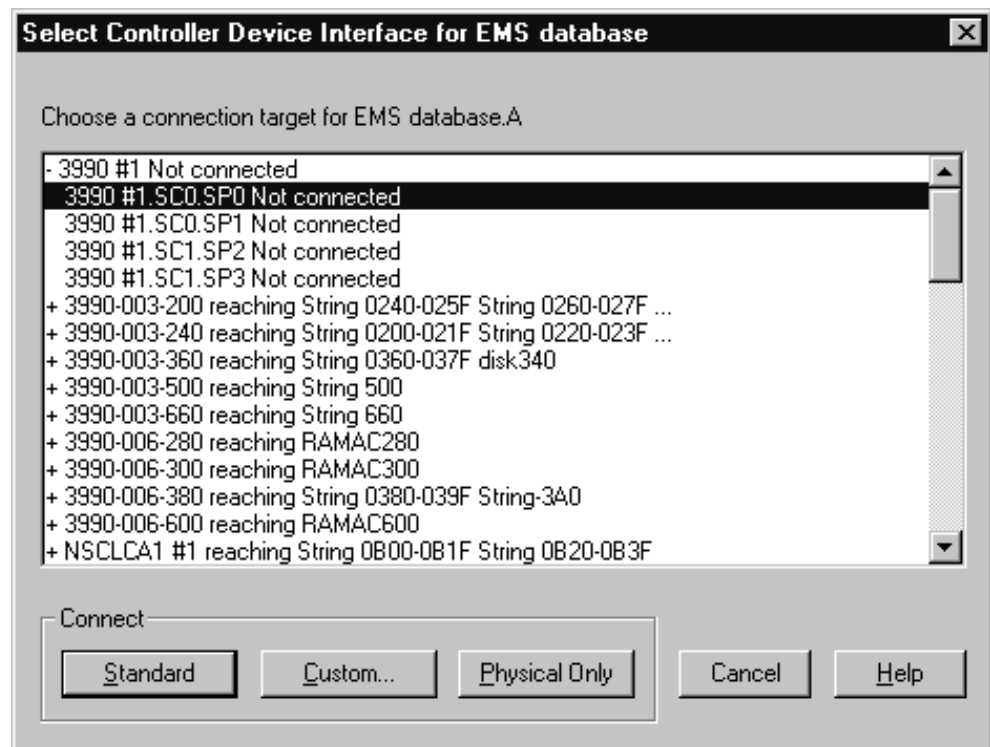 Select Controller Device Interface for EMS database
Choose a connection target for EMS database.A
- 3990 #1 Not connected
3990 #1.SC0.SP0 Not connected
3990 #1.SC0.SP1 Not connected
3990 #1.SC1.SP2 Not connected
3990 #1.SC1.SP3 Not connected
+ 3990-003-200 reaching String 0240-025F String 0260-027F ...
+ 3990-003-240 reaching String 0200-021F String 0220-023F ...
+ 3990-003-360 reaching String 0360-037F disk340
+ 3990-003-500 reaching String 500
+ 3990-003-660 reaching String 660
+ 3990-006-280 reaching RAMAC280
+ 3990-006-300 reaching RAMAC300
+ 3990-006-380 reaching String 0380-039F String-3A0
+ 3990-006-600 reaching RAMAC600
+ NSCLCA1 #1 reaching String 0B00-0B1F String 0B20-0B3F
Connect
Standard Custom... Physical Only Cancel Help